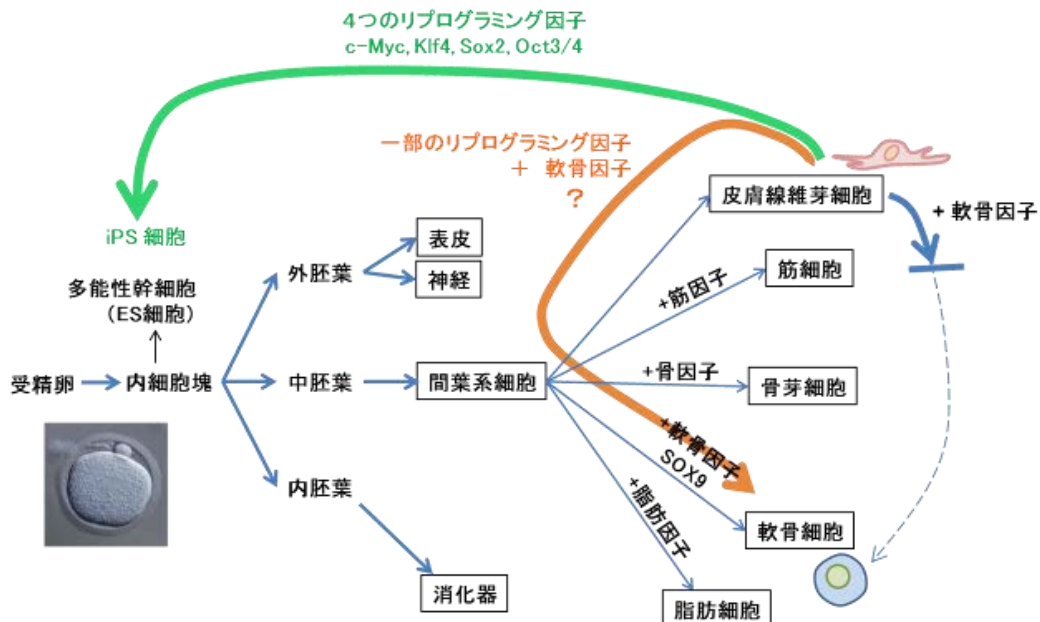 4つのリプログラミング因子
c-Myc, Klf4, Sox2, Oct3/4
一部のリプログラミング因子
+ 軟骨因子
?
皮膚線維芽細胞
+ 軟骨因子
iPS 細胞
表皮
外胚葉
神経
筋細胞
+筋因子
多能性幹細胞
(ES細胞)
受精卵
内細胞塊
中胚葉
間葉系細胞
+骨因子
骨芽細胞
+軟骨因子
SOX9
+脂肪因子
内胚葉
軟骨細胞
消化器
脂肪細胞